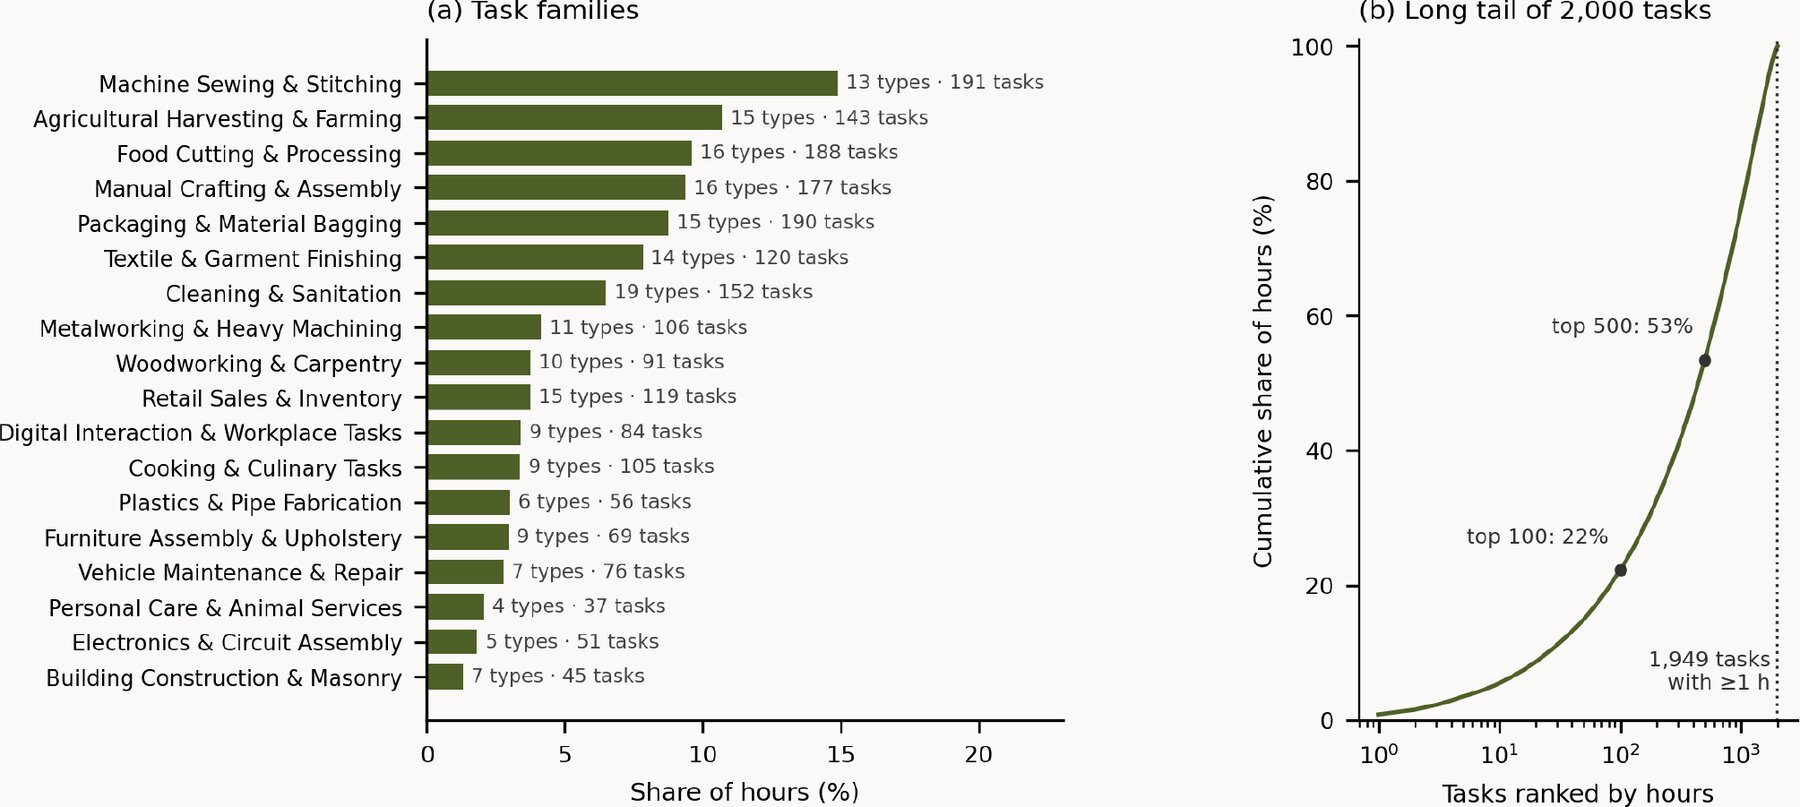 (a) Task families
Machine Sewing & Stitching 13 types · 191 tasks
Agricultural Harvesting & Farming 15 types · 143 tasks
Food Cutting & Processing 16 types · 188 tasks
Manual Crafting & Assembly 16 types · 177 tasks
Packaging & Material Bagging 15 types · 190 tasks
Textile & Garment Finishing 14 types · 120 tasks
Cleaning & Sanitation 19 types · 152 tasks
Metalworking & Heavy Machining 11 types · 106 tasks
Woodworking & Carpentry 10 types · 91 tasks
Retail Sales & Inventory 15 types · 119 tasks
Digital Interaction & Workplace Tasks 9 types · 84 tasks
Cooking & Culinary Tasks 9 types · 105 tasks
Plastics & Pipe Fabrication 6 types · 56 tasks
Furniture Assembly & Upholstery 9 types · 69 tasks
Vehicle Maintenance & Repair 7 types · 76 tasks
Personal Care & Animal Services 4 types · 37 tasks
Electronics & Circuit Assembly 5 types · 51 tasks
Building Construction & Masonry 7 types · 45 tasks
0 5 10 15 20
Share of hours (%)
(b) Long tail of 2,000 tasks
Cumulative share of hours (%)
100
80
60
40
20
0
top 500: 53%
top 100: 22%
1,949 tasks
with ≥1 h
10⁰ 10¹ 10² 10³
Tasks ranked by hours